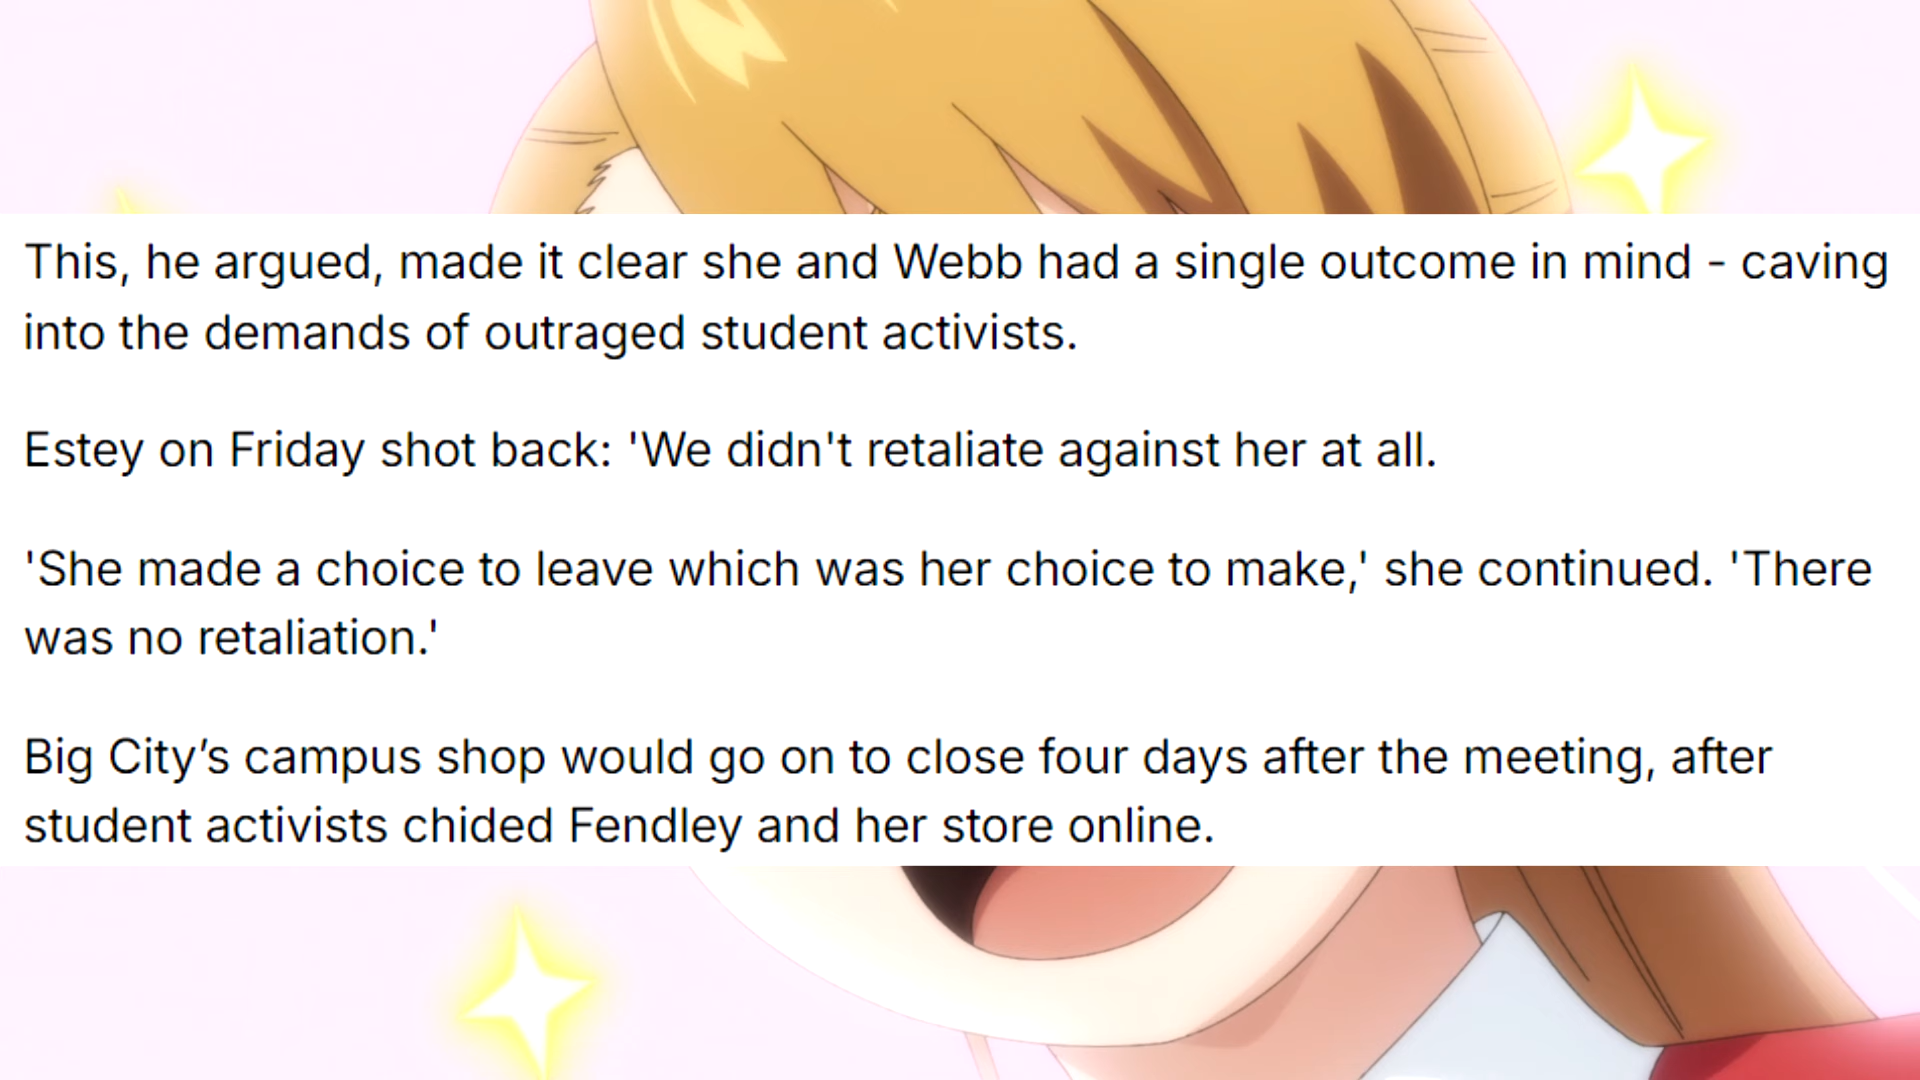 This, he argued, made it clear she and Webb had a single outcome in mind - caving
into the demands of outraged student activists.
Estey on Friday shot back: 'We didn't retaliate against her at all.
'She made a choice to leave which was her choice to make,' she continued. 'There
was no retaliation.'
Big City’s campus shop would go on to close four days after the meeting, after
student activists chided Fendley and her store online.